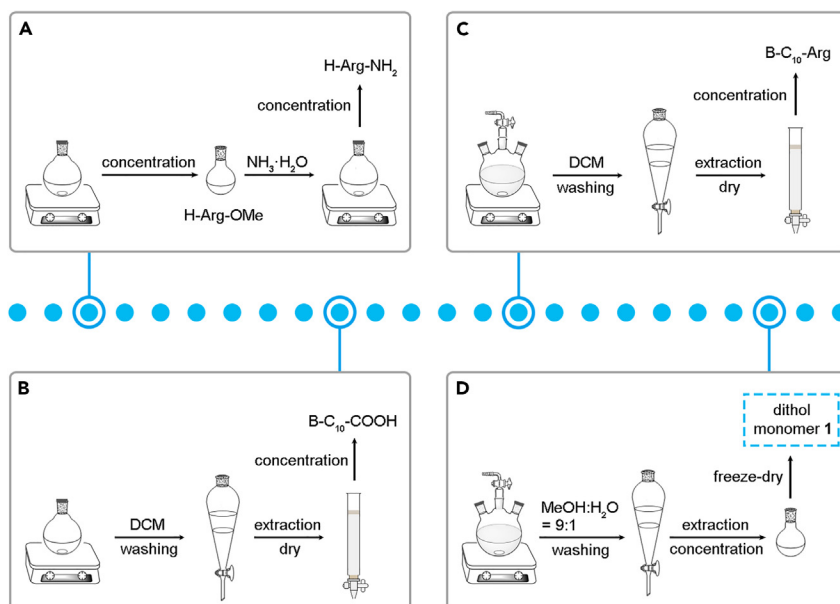 A
H-Arg-NH₂
concentration
concentration
NH₃·H₂O
H-Arg-OMe
C
B-C₁₀-Arg
concentration
DCM
washing
extraction
dry
B
B-C₁₀-COOH
concentration
DCM
washing
extraction
dry
D
dithol
monomer 1
freeze-dry
MeOH:H₂O
= 9:1
washing
extraction
concentration